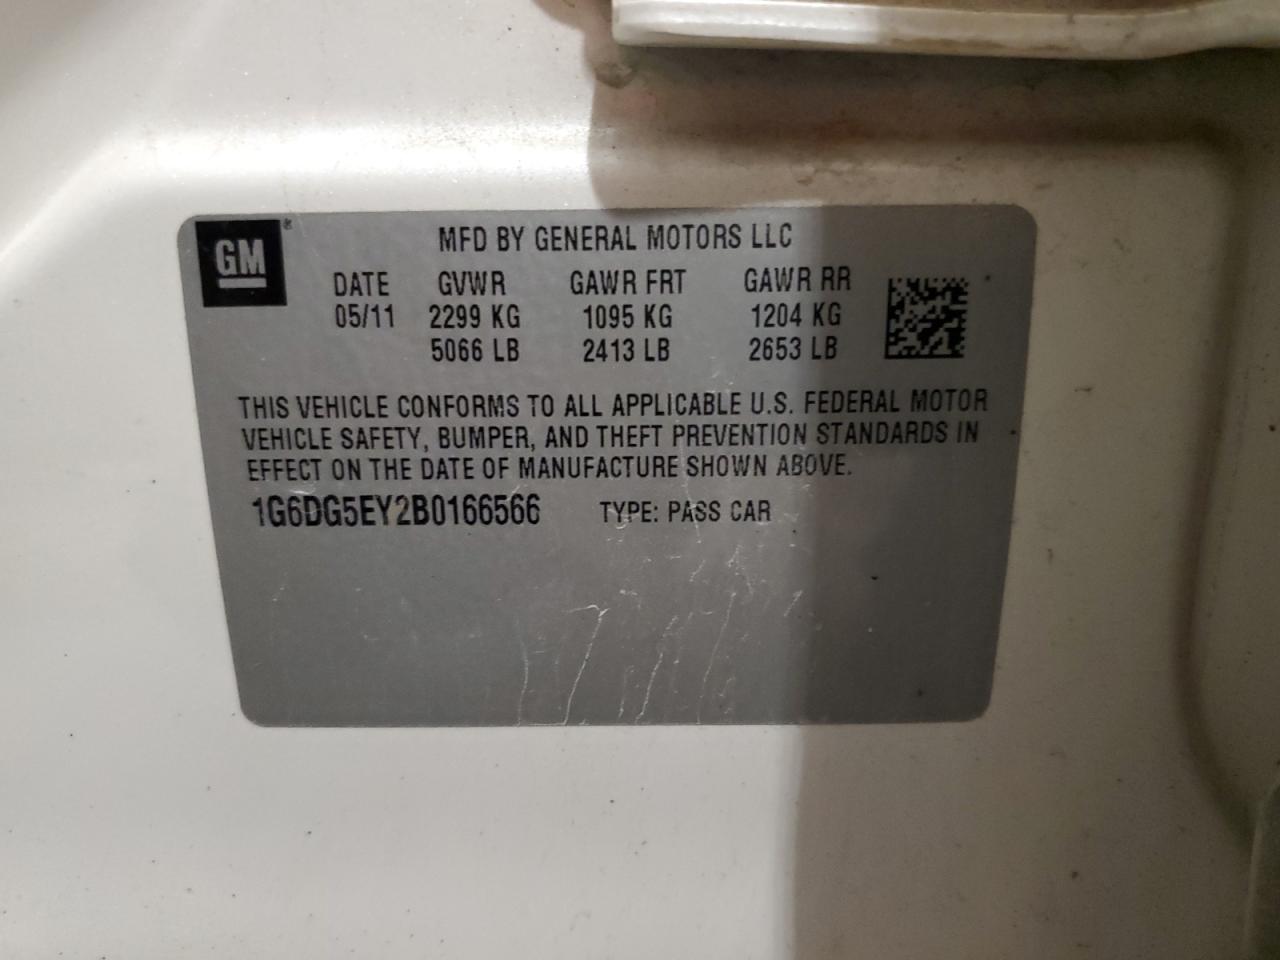 GM®
MFD BY GENERAL MOTORS LLC
DATE GVWR GAWR FRT GAWR RR
05/11 2299 KG 1095 KG 1204 KG
5066 LB 2413 LB 2653 LB
THIS VEHICLE CONFORMS TO ALL APPLICABLE U.S. FEDERAL MOTOR
VEHICLE SAFETY, BUMPER, AND THEFT PREVENTION STANDARDS IN
EFFECT ON THE DATE OF MANUFACTURE SHOWN ABOVE.
1G6DG5EY2B0166566 TYPE: PASS CAR